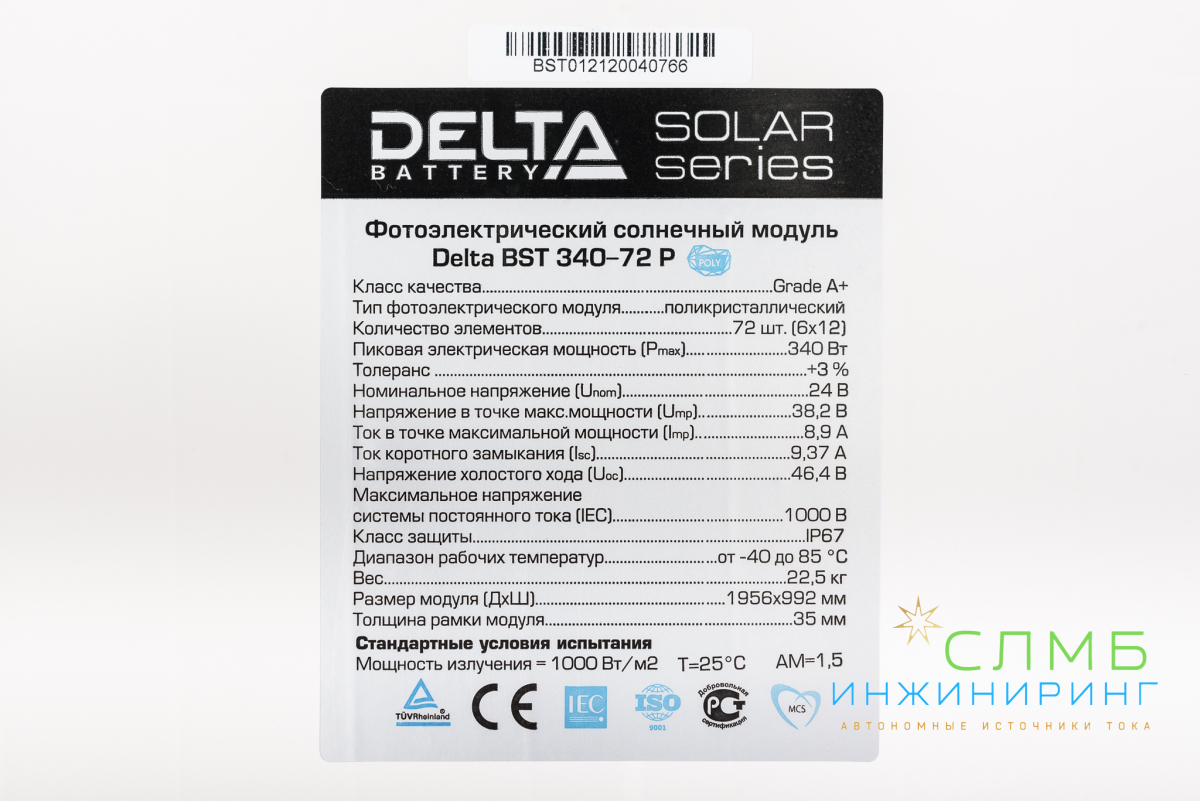 BST012120040766
DELTA SOLAR
BATTERY series
Фотоэлектрический солнечный модуль
Delta BST 340–72 P POLY
Класс качества........Grade A+
Тип фотоэлектрического модуля........поликристаллический
Количество элементов........72 шт. (6x12)
Пиковая электрическая мощность (Pmax)........340 Вт
Толеранс ........+3 %
Номинальное напряжение (Unom)........24 В
Напряжение в точке макс.мощности (Ump)........38,2 В
Ток в точке максимальной мощности (Imp)........8,9 А
Ток короткого замыкания (Isc)........9,37 А
Напряжение холостого хода (Uoc)........46,4 В
Максимальное напряжение
системы постоянного тока (IEC)........1000 В
Класс защиты........IP67
Диапазон рабочих температур........от -40 до 85 °C
Вес........22,5 кг
Размер модуля (ДхШ)........1956x992 мм
Толщина рамки модуля........35 мм
Стандартные условия испытания
Мощность излучения = 1000 Вт/м2 T=25°C AM=1,5
TÜVRheinland
CE
IEC
ISO
9001
Добровольная
РСТ
сертификация
MCS
СЛМБ
ИНЖИНИРИНГ
АВТОНОМНЫЕ ИСТОЧНИКИ ТОКА